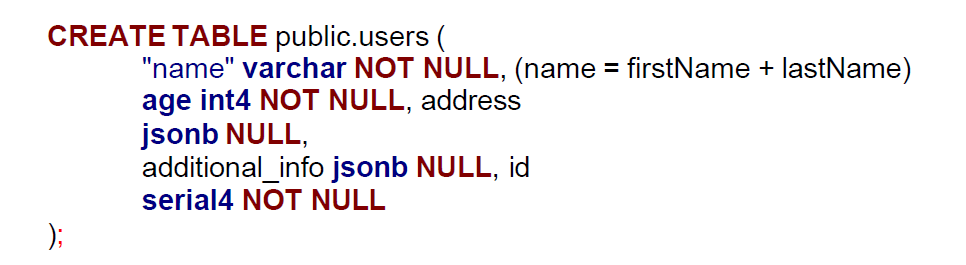 CREATE TABLE public.users (
"name" varchar NOT NULL, (name = firstName + lastName)
age int4 NOT NULL, address
jsonb NULL,
additional_info jsonb NULL, id
serial4 NOT NULL
);